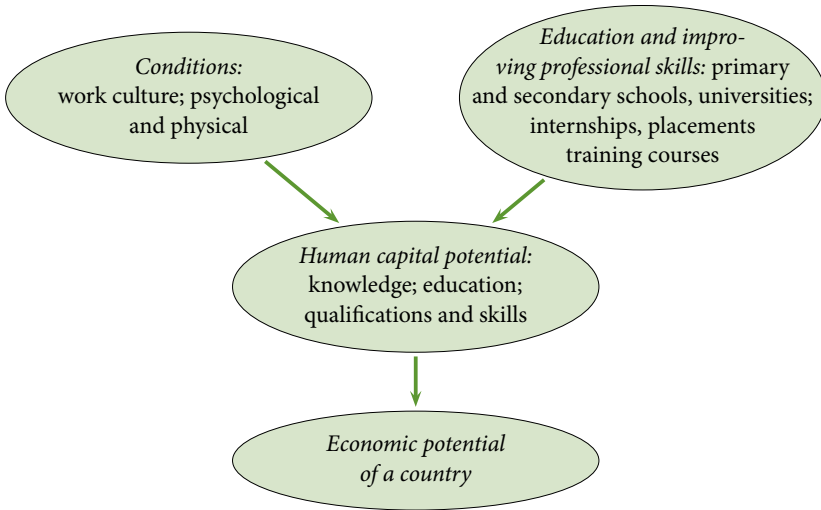 Conditions:
work culture; psychological
and physical
Education and impro-
ving professional skills: primary
and secondary schools, universities;
internships, placements
training courses
Human capital potential:
knowledge; education;
qualifications and skills
Economic potential
of a country